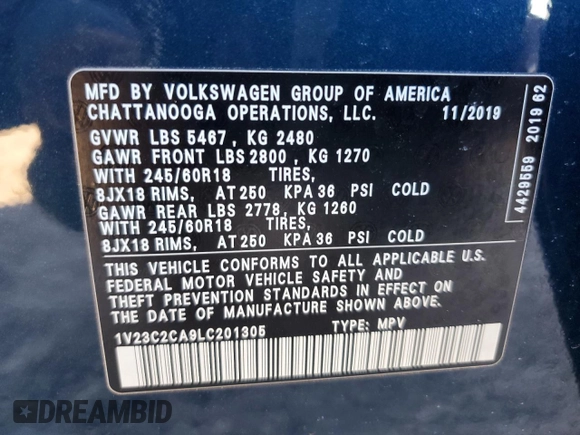 MFD BY VOLKSWAGEN GROUP OF AMERICA
CHATTANOOGA OPERATIONS, LLC. 11/2019
GVWR LBS 5467, KG 2480
GAWR FRONT LBS 2800, KG 1270
WITH 245/60R18 TIRES,
8JX18 RIMS, AT 250 KPA 36 PSI COLD
GAWR REAR LBS 2778, KG 1260
WITH 245/60R18 TIRES,
8JX18 RIMS, AT 250 KPA 36 PSI COLD
THIS VEHICLE CONFORMS TO ALL APPLICABLE U.S.
FEDERAL MOTOR VEHICLE SAFETY AND
THEFT PREVENTION STANDARDS IN EFFECT ON
THE DATE OF MANUFACTURE SHOWN ABOVE.
1V23C2CA9LC201305 TYPE: MPV
4429559 2019 62
DREAMBID